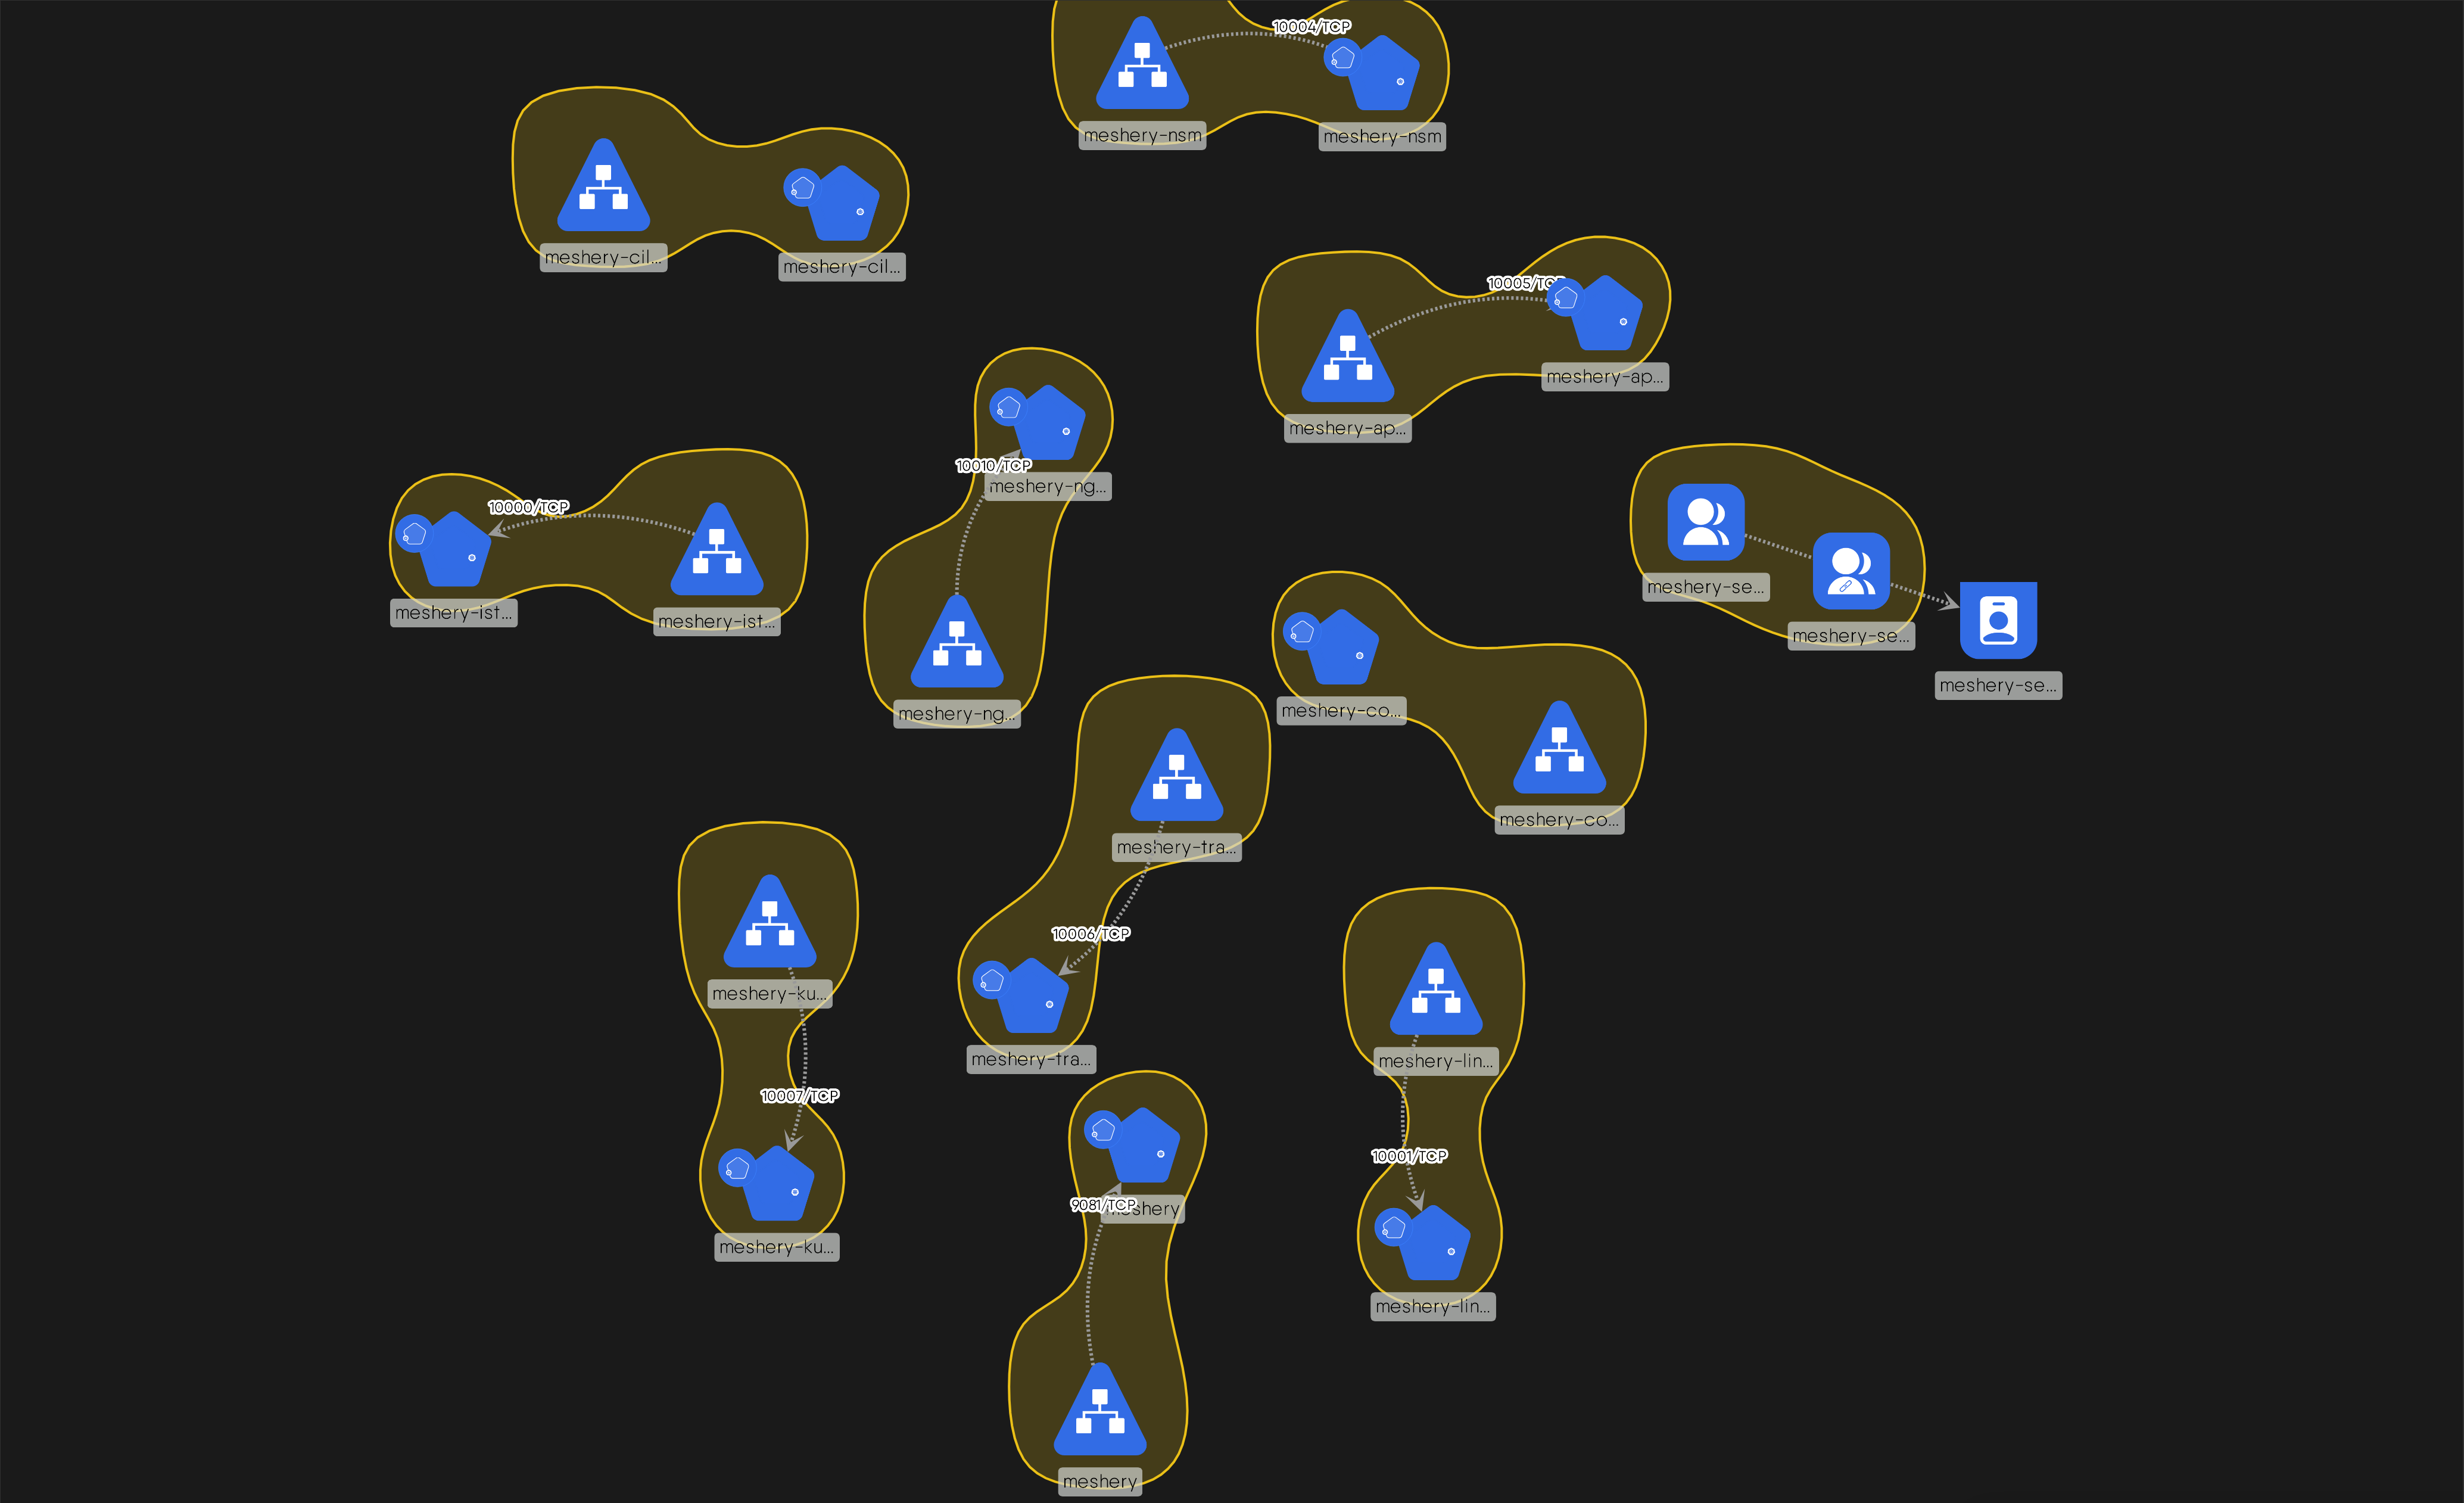 10004/TCP
meshery-nsm
meshery-nsm
meshery-cil...
meshery-cil...
10005/TCP
meshery-ap...
meshery-ap...
10010/TCP
meshery-ng...
meshery-ng...
10000/TCP
meshery-ist...
meshery-ist...
meshery-se...
meshery-se...
meshery-se...
meshery-co...
meshery-co...
meshery-tra...
10006/TCP
meshery-tra...
meshery-ku...
10007/TCP
meshery-ku...
meshery-lin...
10001/TCP
meshery-lin...
9081/TCP
meshery
meshery